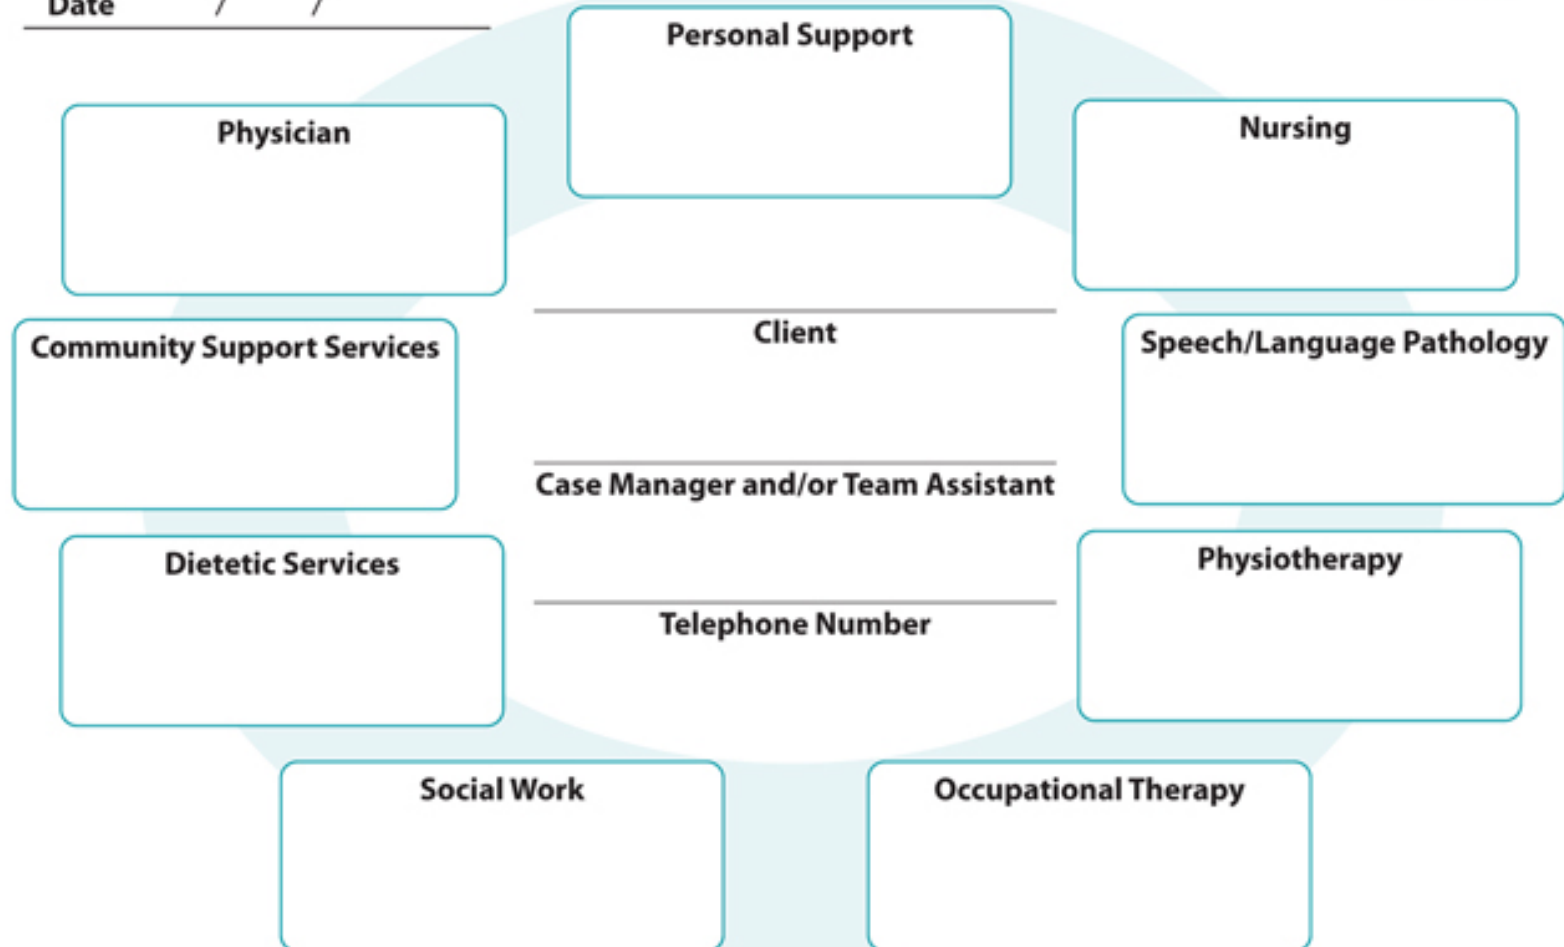 Date / /
Personal Support
Physician
Nursing
Community Support Services
Client
Speech/Language Pathology
Case Manager and/or Team Assistant
Dietetic Services
Physiotherapy
Telephone Number
Social Work
Occupational Therapy